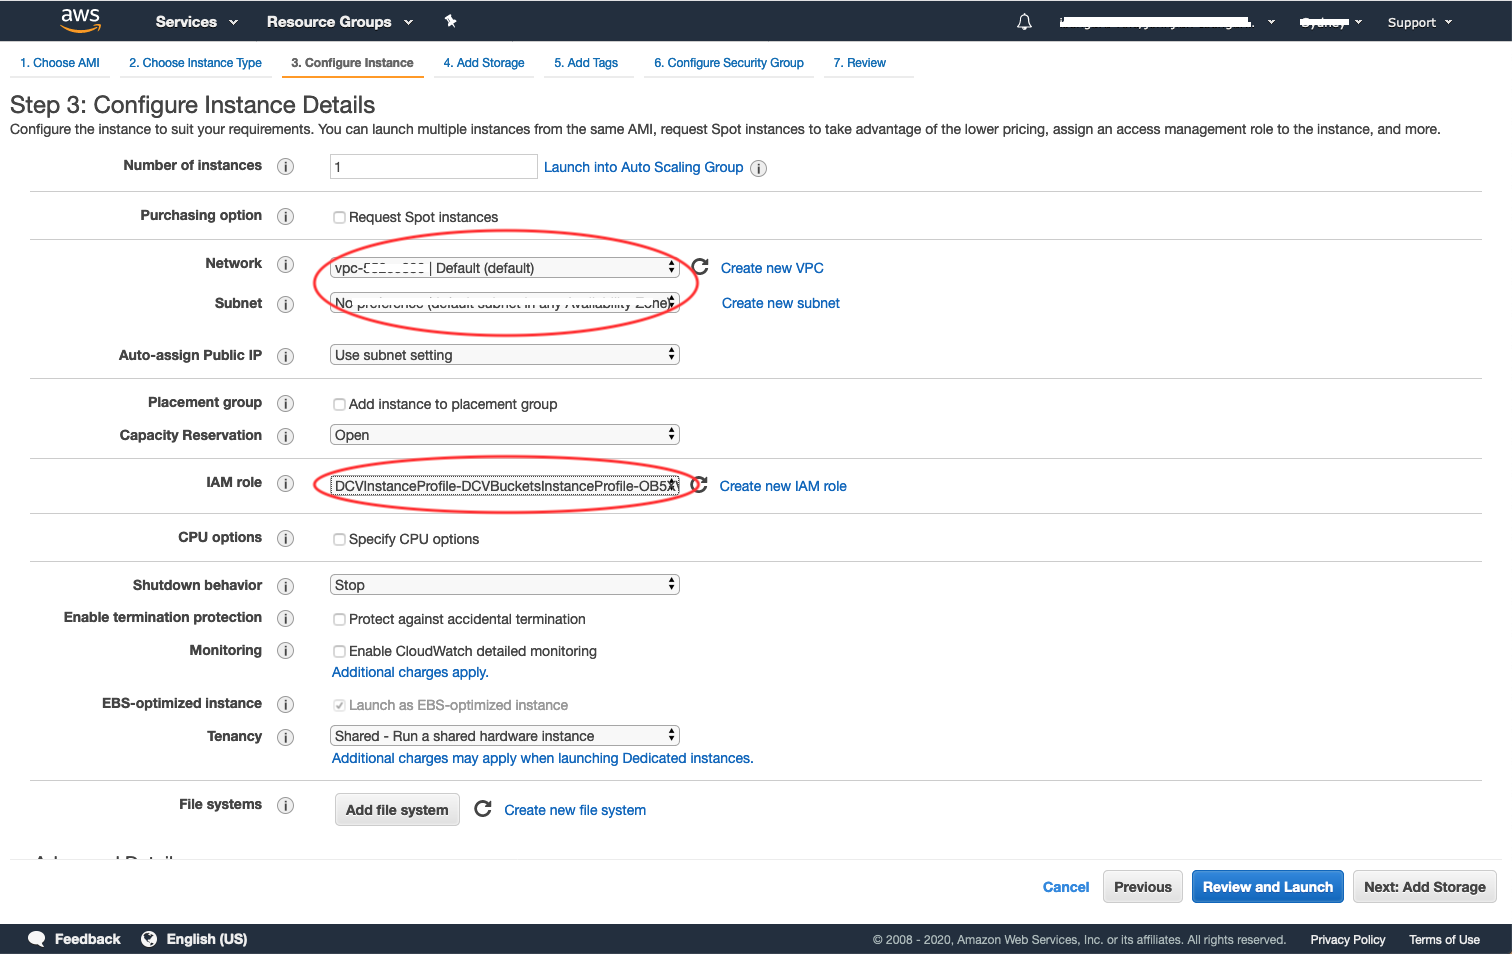 aws Services Resource Groups Support
1. Choose AMI 2. Choose Instance Type 3. Configure Instance 4. Add Storage 5. Add Tags 6. Configure Security Group 7. Review
Step 3: Configure Instance Details
Configure the instance to suit your requirements. You can launch multiple instances from the same AMI, request Spot instances to take advantage of the lower pricing, assign an access management role to the instance, and more.
Number of instances i 1 Launch into Auto Scaling Group i
Purchasing option i Request Spot instances
Network i vpc- | Default (default) Create new VPC
Subnet i No preference (default subnet in any Availability Zone) Create new subnet
Auto-assign Public IP i Use subnet setting
Placement group i Add instance to placement group
Capacity Reservation i Open
IAM role i DCVInstanceProfile-DCVBucketsInstanceProfile-OB5X Create new IAM role
CPU options i Specify CPU options
Shutdown behavior i Stop
Enable termination protection i Protect against accidental termination
Monitoring i Enable CloudWatch detailed monitoring
Additional charges apply.
EBS-optimized instance i Launch as EBS-optimized instance
Tenancy i Shared - Run a shared hardware instance
Additional charges may apply when launching Dedicated instances.
File systems i Add file system Create new file system
Advanced Details
Cancel Previous Review and Launch Next: Add Storage
Feedback English (US) © 2008 - 2020, Amazon Web Services, Inc. or its affiliates. All rights reserved. Privacy Policy Terms of Use